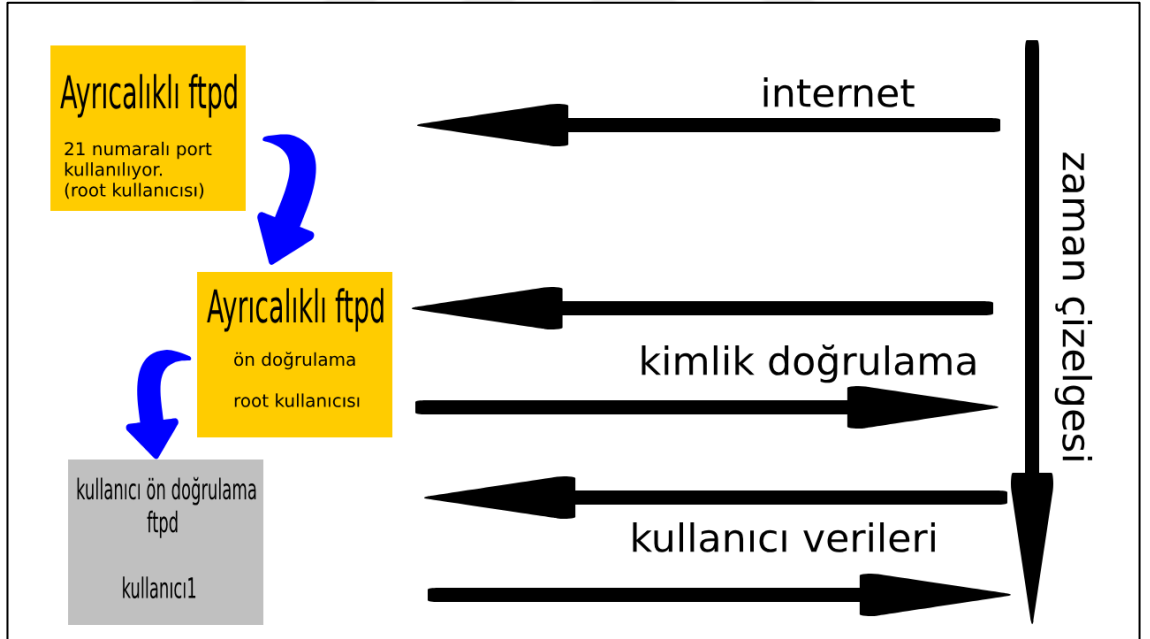 Ayrıcalıklı ftpd
21 numaralı port
kullanılıyor.
(root kullanıcısı)
internet
zaman çizelgesi
Ayrıcalıklı ftpd
ön doğrulama
root kullanıcısı
kimlik doğrulama
kullanıcı ön doğrulama
ftpd
kullanıcı1
kullanıcı verileri